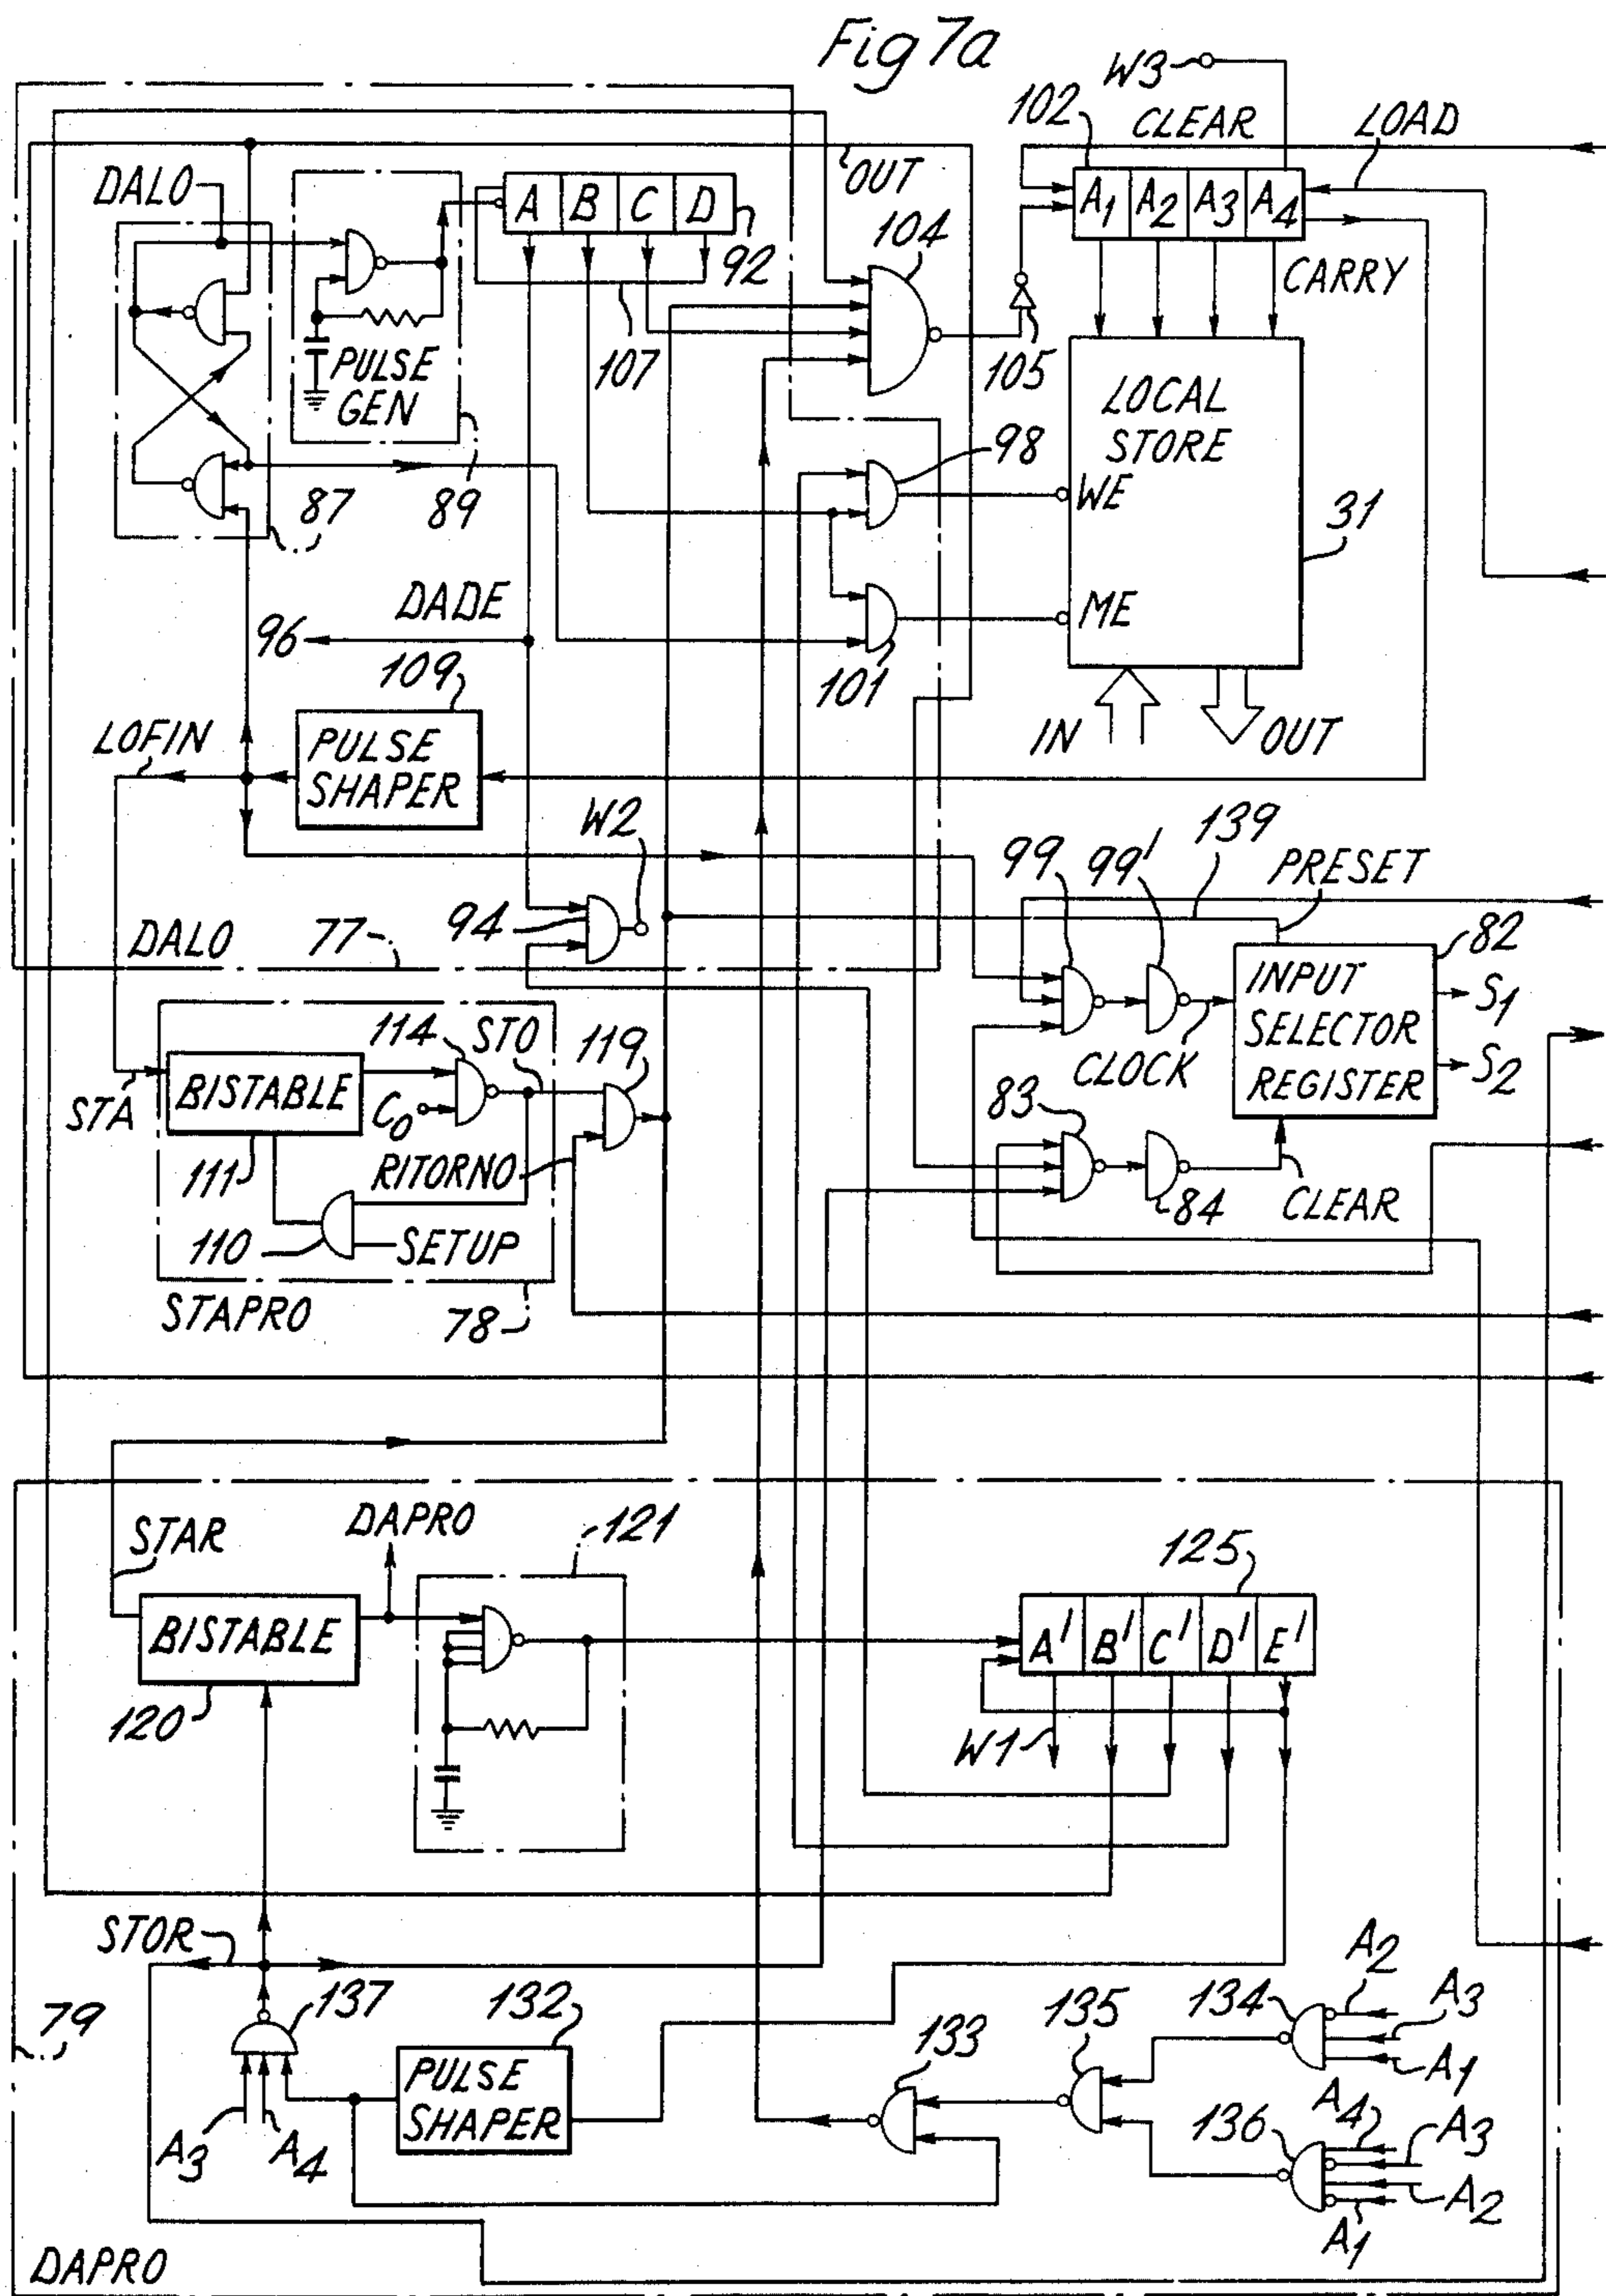 Fig 7a
W3
102
CLEAR
LOAD
DALO
OUT
A B C D
92
A1 A2 A3 A4
104
CARRY
PULSE
GEN
107
105
LOCAL
STORE
98
WE
87
89
31
DADE
96
ME
109
101
LOFIN
PULSE
SHAPER
IN
OUT
W2
139
99
99'
PRESET
94
DALO
77
82
INPUT
SELECTOR
REGISTER
S1
S2
114
STO
119
BISTABLE
CLOCK
STA
C0
83
111
RITORNO
84
CLEAR
110
SETUP
STAPRO
78
DAPRO
121
STAR
125
BISTABLE
A' B' C' D' E'
120
W1
STOR
A2
137
132
135
134
A3
79
133
PULSE
SHAPER
A1
A4
136
A3
A3
A4
A2
A1
DAPRO